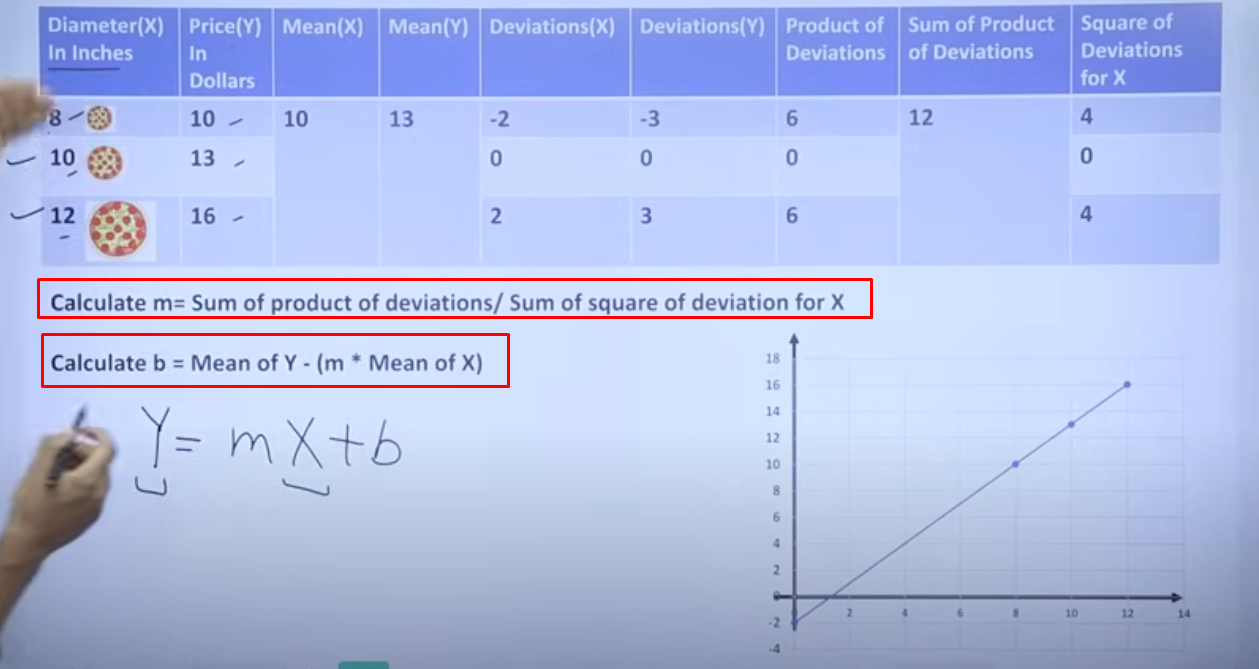 Diameter(X) In Inches Price(Y) In Dollars Mean(X) Mean(Y) Deviations(X) Deviations(Y) Product of Deviations Sum of Product of Deviations Square of Deviations for X
8 10 10 13 -2 -3 6 12 4
10 13 0 0 0 0
12 16 2 3 6 4
Calculate m= Sum of product of deviations/ Sum of square of deviation for X
Calculate b = Mean of Y - (m * Mean of X)
Y = mX+b
18
16
14
12
10
8
6
4
2
0
-2
-4
2 4 6 8 10 12 14